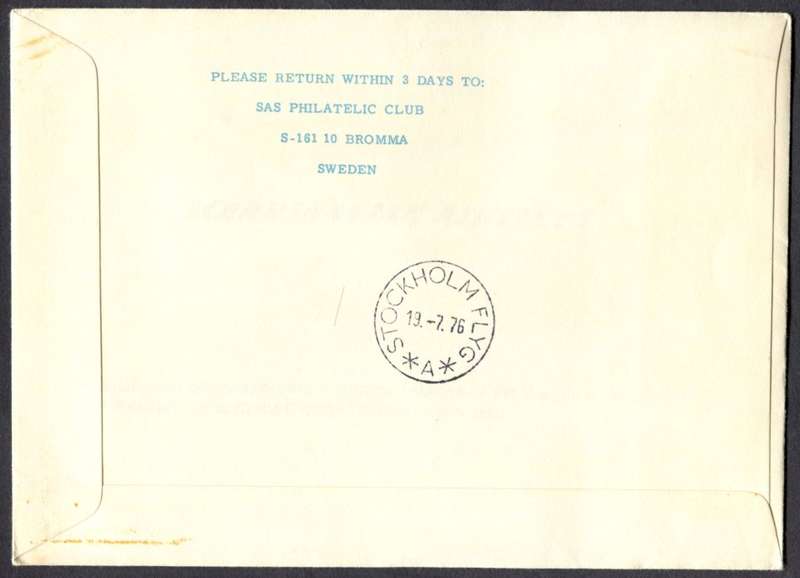 PLEASE RETURN WITHIN 3 DAYS TO:
SAS PHILATELIC CLUB
S-161 10 BROMMA
SWEDEN
STOCKHOLM FLYG
19.-7.76
*A*